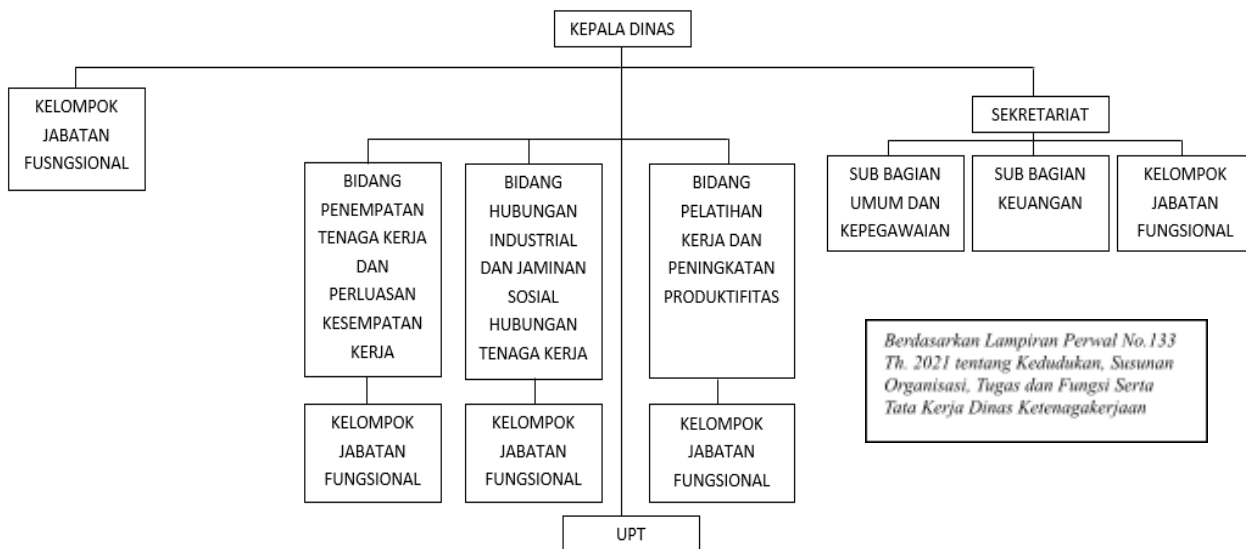 KEPALA DINAS
KELOMPOK
JABATAN
FUSNGSIONAL
SEKRETARIAT
SUB BAGIAN
UMUM DAN
KEPEGAWAIAN
SUB BAGIAN
KEUANGAN
KELOMPOK
JABATAN
FUNGSIONAL
BIDANG
PENEMPATAN
TENAGA KERJA
DAN
PERLUASAN
KESEMPATAN
KERJA
BIDANG
HUBUNGAN
INDUSTRIAL
DAN JAMINAN
SOSIAL
HUBUNGAN
TENAGA KERJA
BIDANG
PELATIHAN
KERJA DAN
PENINGKATAN
PRODUKTIFITAS
Berdasarkan Lampiran Perwal No.133
Th. 2021 tentang Kedudukan, Susunan
Organisasi, Tugas dan Fungsi Serta
Tata Kerja Dinas Ketenagakerjaan
KELOMPOK
JABATAN
FUNGSIONAL
KELOMPOK
JABATAN
FUNGSIONAL
KELOMPOK
JABATAN
FUNGSIONAL
UPT